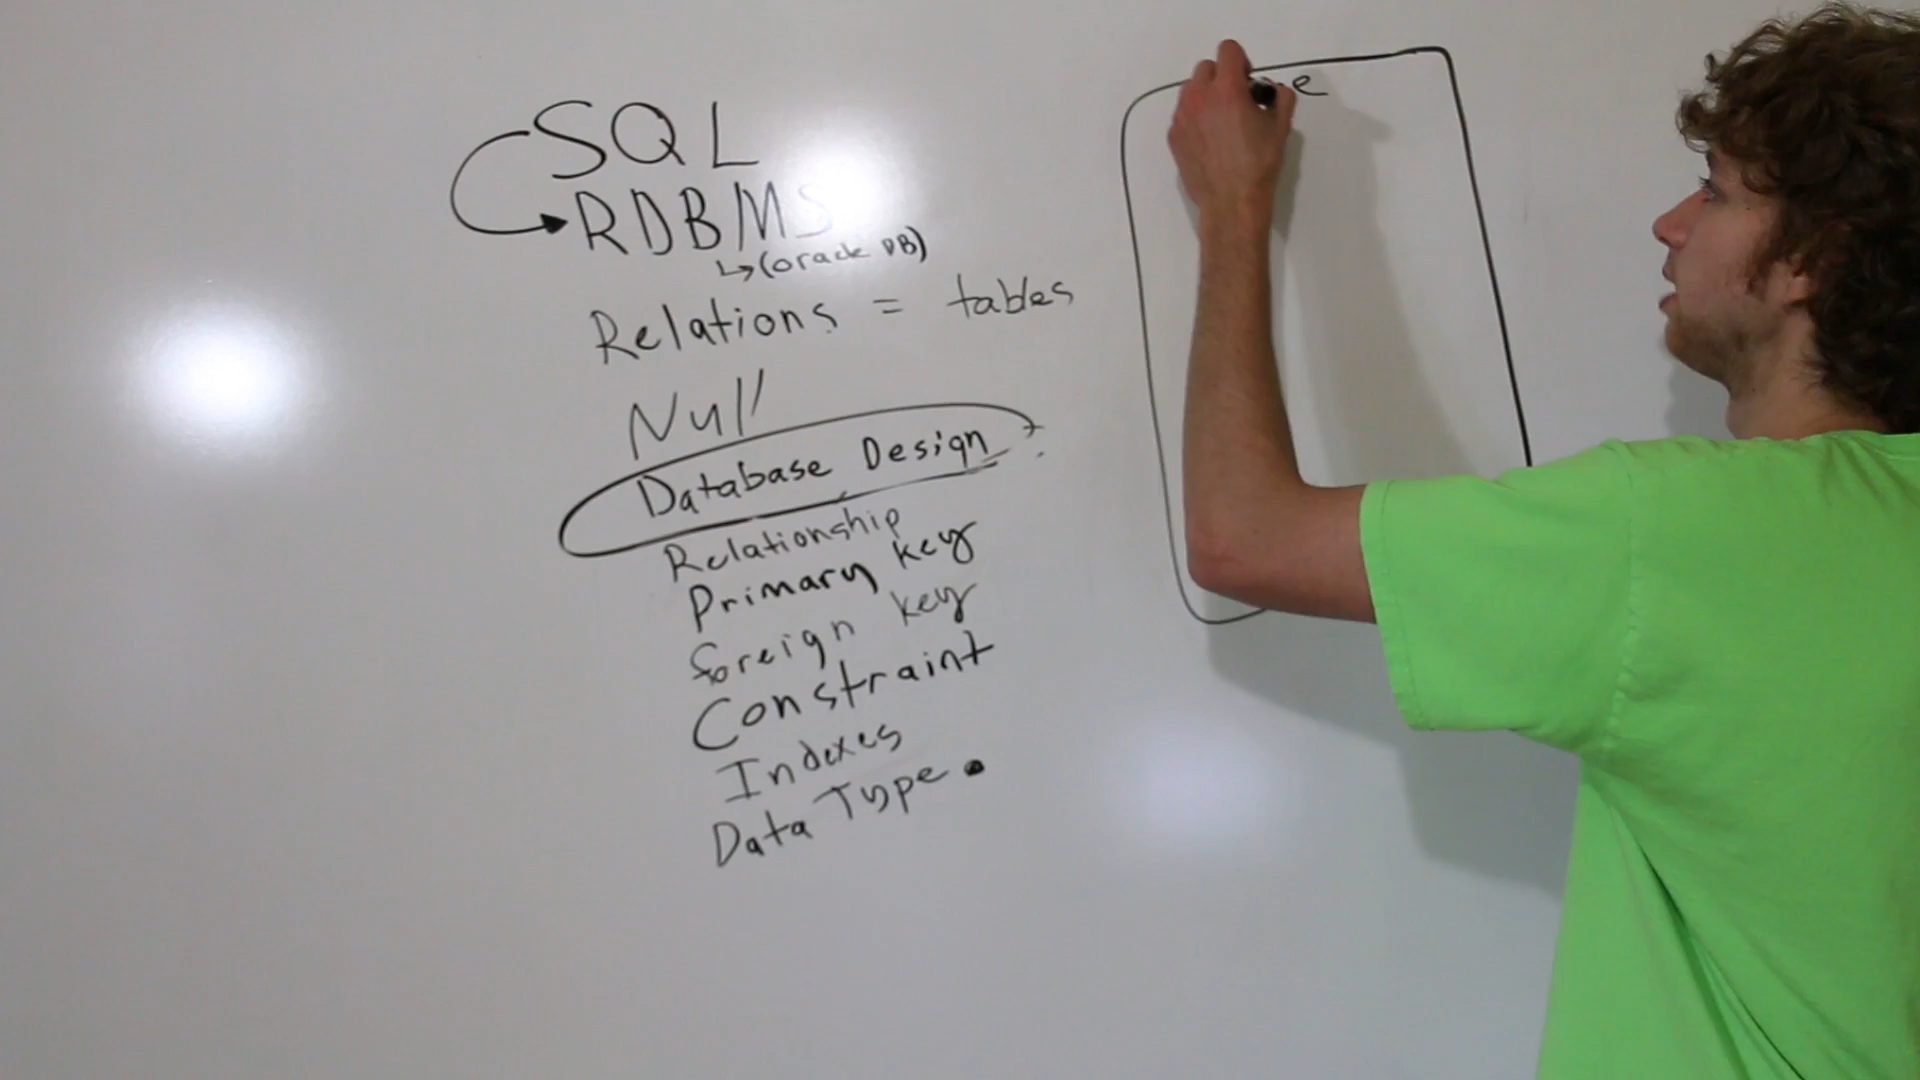 SQL
RDBMS
↳(oracle DB)
Relations = tables
Null
Database Design
Relationship
Primary key
foreign key
Constraint
Indexes
Data Type